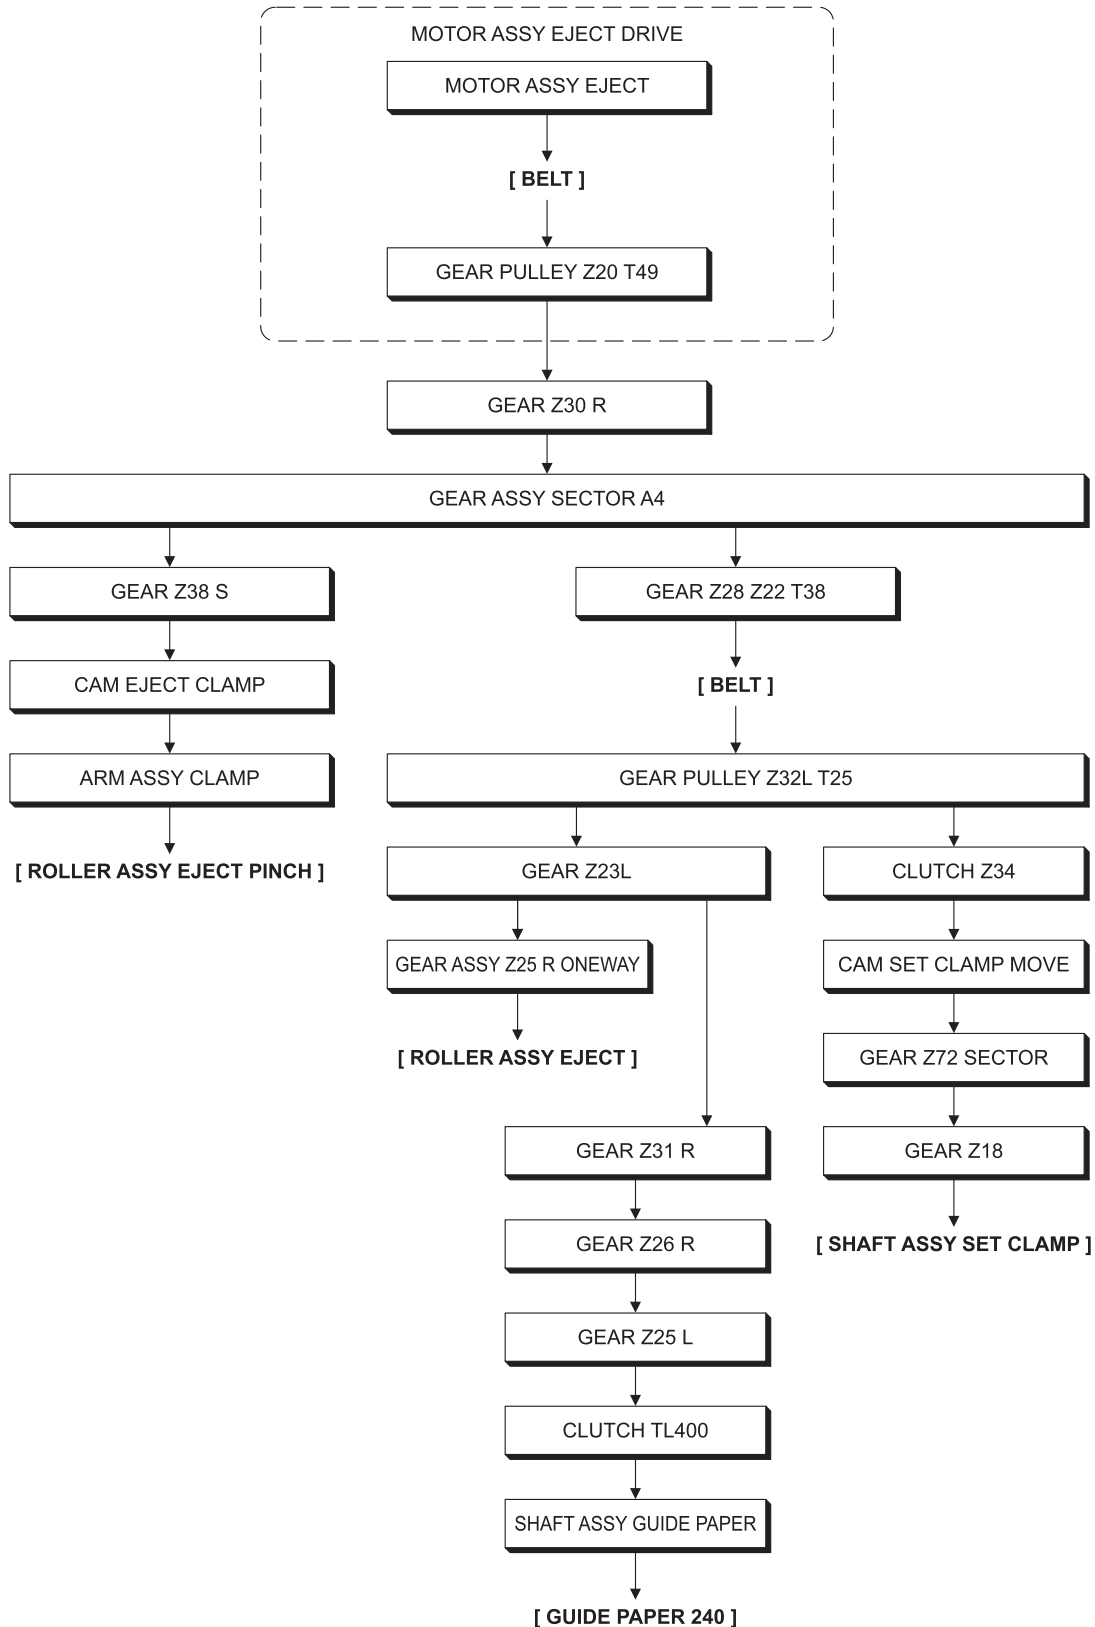 MOTOR ASSY EJECT DRIVE
MOTOR ASSY EJECT
[ BELT ]
GEAR PULLEY Z20 T49
GEAR Z30 R
GEAR ASSY SECTOR A4
GEAR Z38 S
GEAR Z28 Z22 T38
CAM EJECT CLAMP
[ BELT ]
ARM ASSY CLAMP
GEAR PULLEY Z32L T25
[ ROLLER ASSY EJECT PINCH ]
GEAR Z23L
CLUTCH Z34
GEAR ASSY Z25 R ONEWAY
CAM SET CLAMP MOVE
[ ROLLER ASSY EJECT ]
GEAR Z72 SECTOR
GEAR Z31 R
GEAR Z18
GEAR Z26 R
[ SHAFT ASSY SET CLAMP ]
GEAR Z25 L
CLUTCH TL400
SHAFT ASSY GUIDE PAPER
[ GUIDE PAPER 240 ]